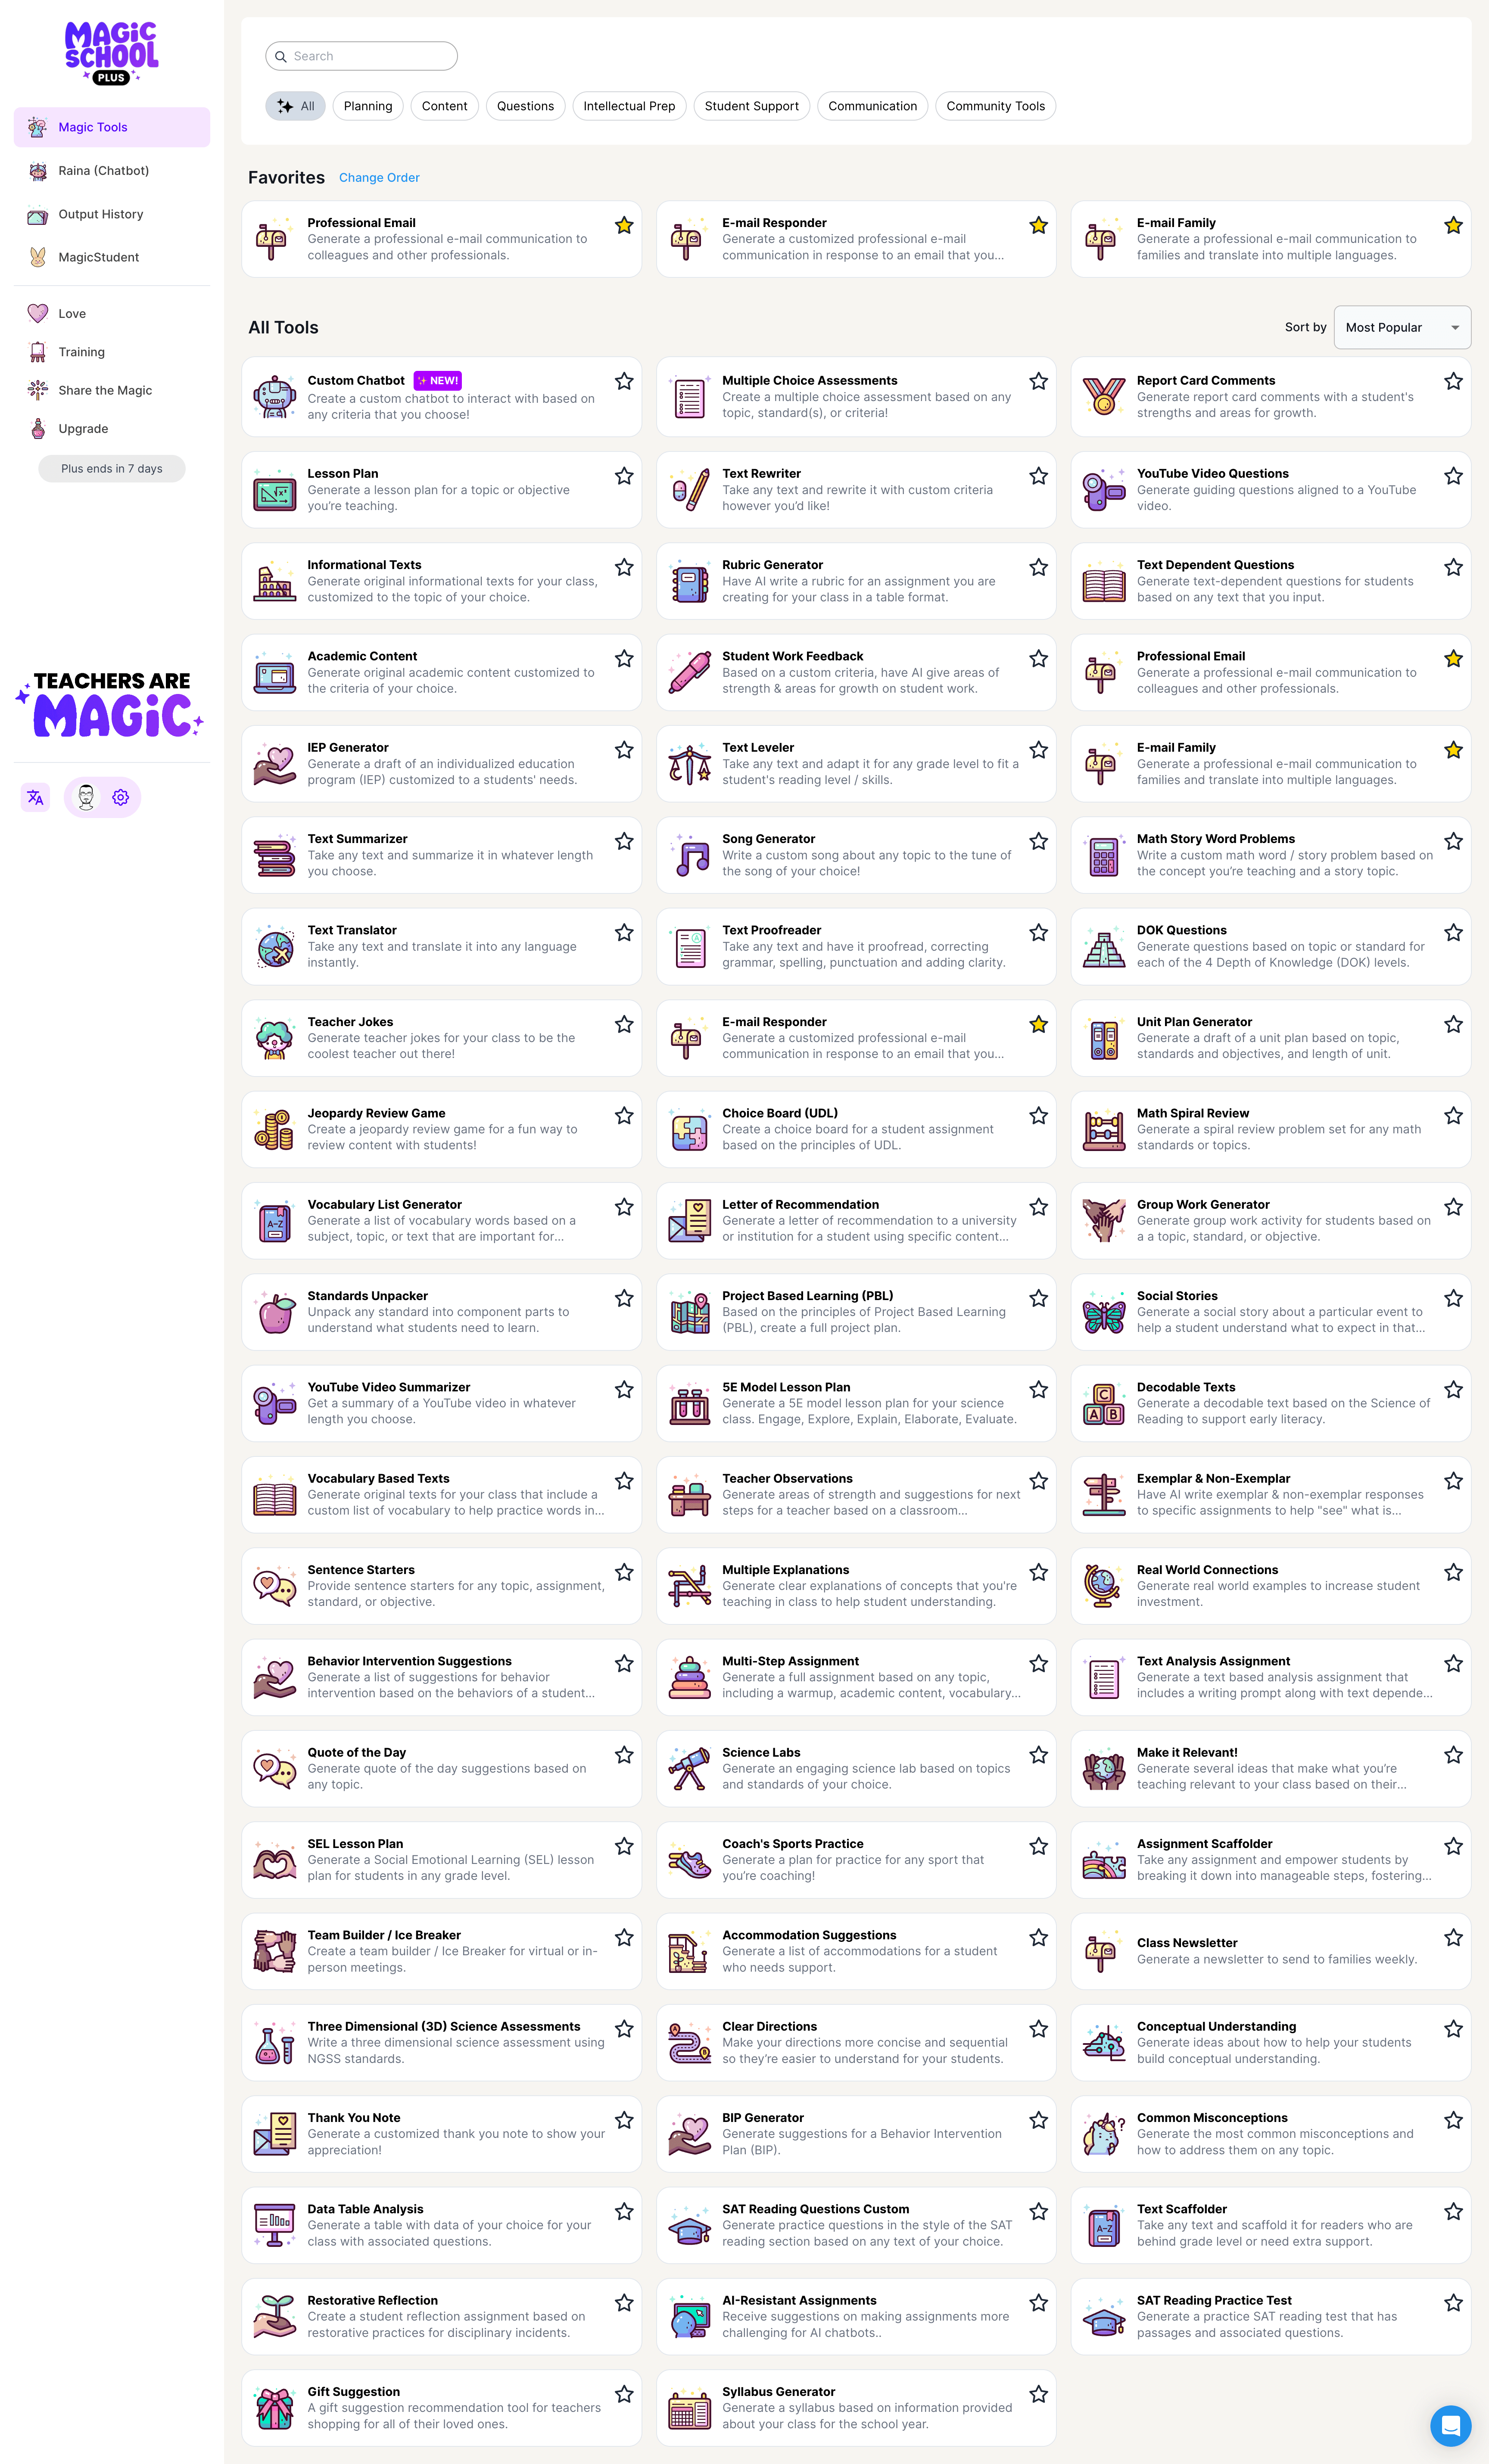 MAGiC
SCHOOL
PLUS
Magic Tools
Raina (Chatbot)
Output History
MagicStudent
Love
Training
Share the Magic
Upgrade
Plus ends in 7 days
TEACHERS ARE
MAGiC
Search
All
Planning
Content
Questions
Intellectual Prep
Student Support
Communication
Community Tools
Favorites
Change Order
Professional Email
Generate a professional e-mail communication to
colleagues and other professionals.
E-mail Responder
Generate a customized professional e-mail
communication in response to an email that you...
E-mail Family
Generate a professional e-mail communication to
families and translate into multiple languages.
All Tools
Sort by
Most Popular
Custom Chatbot
NEW!
Create a custom chatbot to interact with based on
any criteria that you choose!
Multiple Choice Assessments
Create a multiple choice assessment based on any
topic, standard(s), or criteria!
Report Card Comments
Generate report card comments with a student's
strengths and areas for growth.
Lesson Plan
Generate a lesson plan for a topic or objective
you're teaching.
Text Rewriter
Take any text and rewrite it with custom criteria
however you'd like!
YouTube Video Questions
Generate guiding questions aligned to a YouTube
video.
Informational Texts
Generate original informational texts for your class,
customized to the topic of your choice.
Rubric Generator
Have AI write a rubric for an assignment you are
creating for your class in a table format.
Text Dependent Questions
Generate text-dependent questions for students
based on any text that you input.
Academic Content
Generate original academic content customized to
the criteria of your choice.
Student Work Feedback
Based on a custom criteria, have AI give areas of
strength & areas for growth on student work.
Professional Email
Generate a professional e-mail communication to
colleagues and other professionals.
IEP Generator
Generate a draft of an individualized education
program (IEP) customized to a students' needs.
Text Leveler
Take any text and adapt it for any grade level to fit a
student's reading level / skills.
E-mail Family
Generate a professional e-mail communication to
families and translate into multiple languages.
Text Summarizer
Take any text and summarize it in whatever length
you choose.
Song Generator
Write a custom song about any topic to the tune of
the song of your choice!
Math Story Word Problems
Write a custom math word / story problem based on
the concept you're teaching and a story topic.
Text Translator
Take any text and translate it into any language
instantly.
Text Proofreader
Take any text and have it proofread, correcting
grammar, spelling, punctuation and adding clarity.
DOK Questions
Generate questions based on topic or standard for
each of the 4 Depth of Knowledge (DOK) levels.
Teacher Jokes
Generate teacher jokes for your class to be the
coolest teacher out there!
E-mail Responder
Generate a customized professional e-mail
communication in response to an email that you...
Unit Plan Generator
Generate a draft of a unit plan based on topic,
standards and objectives, and length of unit.
Jeopardy Review Game
Create a jeopardy review game for a fun way to
review content with students!
Choice Board (UDL)
Create a choice board for a student assignment
based on the principles of UDL.
Math Spiral Review
Generate a spiral review problem set for any math
standards or topics.
Vocabulary List Generator
Generate a list of vocabulary words based on a
subject, topic, or text that are important for...
Letter of Recommendation
Generate a letter of recommendation to a university
or institution for a student using specific content...
Group Work Generator
Generate group work activity for students based on
a a topic, standard, or objective.
Standards Unpacker
Unpack any standard into component parts to
understand what students need to learn.
Project Based Learning (PBL)
Based on the principles of Project Based Learning
(PBL), create a full project plan.
Social Stories
Generate a social story about a particular event to
help a student understand what to expect in that...
YouTube Video Summarizer
Get a summary of a YouTube video in whatever
length you choose.
5E Model Lesson Plan
Generate a 5E model lesson plan for your science
class. Engage, Explore, Explain, Elaborate, Evaluate.
Decodable Texts
Generate a decodable text based on the Science of
Reading to support early literacy.
Vocabulary Based Texts
Generate original texts for your class that include a
custom list of vocabulary to help practice words in...
Teacher Observations
Generate areas of strength and suggestions for next
steps for a teacher based on a classroom...
Exemplar & Non-Exemplar
Have AI write exemplar & non-exemplar responses
to specific assignments to help "see" what is...
Sentence Starters
Provide sentence starters for any topic, assignment,
standard, or objective.
Multiple Explanations
Generate clear explanations of concepts that you're
teaching in class to help student understanding.
Real World Connections
Generate real world examples to increase student
investment.
Behavior Intervention Suggestions
Generate a list of suggestions for behavior
intervention based on the behaviors of a student...
Multi-Step Assignment
Generate a full assignment based on any topic,
including a warmup, academic content, vocabulary...
Text Analysis Assignment
Generate a text based analysis assignment that
includes a writing prompt along with text depende...
Quote of the Day
Generate quote of the day suggestions based on
any topic.
Science Labs
Generate an engaging science lab based on topics
and standards of your choice.
Make it Relevant!
Generate several ideas that make what you're
teaching relevant to your class based on their...
SEL Lesson Plan
Generate a Social Emotional Learning (SEL) lesson
plan for students in any grade level.
Coach's Sports Practice
Generate a plan for practice for any sport that
you're coaching!
Assignment Scaffolder
Take any assignment and empower students by
breaking it down into manageable steps, fostering...
Team Builder / Ice Breaker
Create a team builder / Ice Breaker for virtual or in-
person meetings.
Accommodation Suggestions
Generate a list of accommodations for a student
who needs support.
Class Newsletter
Generate a newsletter to send to families weekly.
Three Dimensional (3D) Science Assessments
Write a three dimensional science assessment using
NGSS standards.
Clear Directions
Make your directions more concise and sequential
so they're easier to understand for your students.
Conceptual Understanding
Generate ideas about how to help your students
build conceptual understanding.
Thank You Note
Generate a customized thank you note to show your
appreciation!
BIP Generator
Generate suggestions for a Behavior Intervention
Plan (BIP).
Common Misconceptions
Generate the most common misconceptions and
how to address them on any topic.
Data Table Analysis
Generate a table with data of your choice for your
class with associated questions.
SAT Reading Questions Custom
Generate practice questions in the style of the SAT
reading section based on any text of your choice.
Text Scaffolder
Take any text and scaffold it for readers who are
behind grade level or need extra support.
Restorative Reflection
Create a student reflection assignment based on
restorative practices for disciplinary incidents.
AI-Resistant Assignments
Receive suggestions on making assignments more
challenging for AI chatbots..
SAT Reading Practice Test
Generate a practice SAT reading test that has
passages and associated questions.
Gift Suggestion
A gift suggestion recommendation tool for teachers
shopping for all of their loved ones.
Syllabus Generator
Generate a syllabus based on information provided
about your class for the school year.